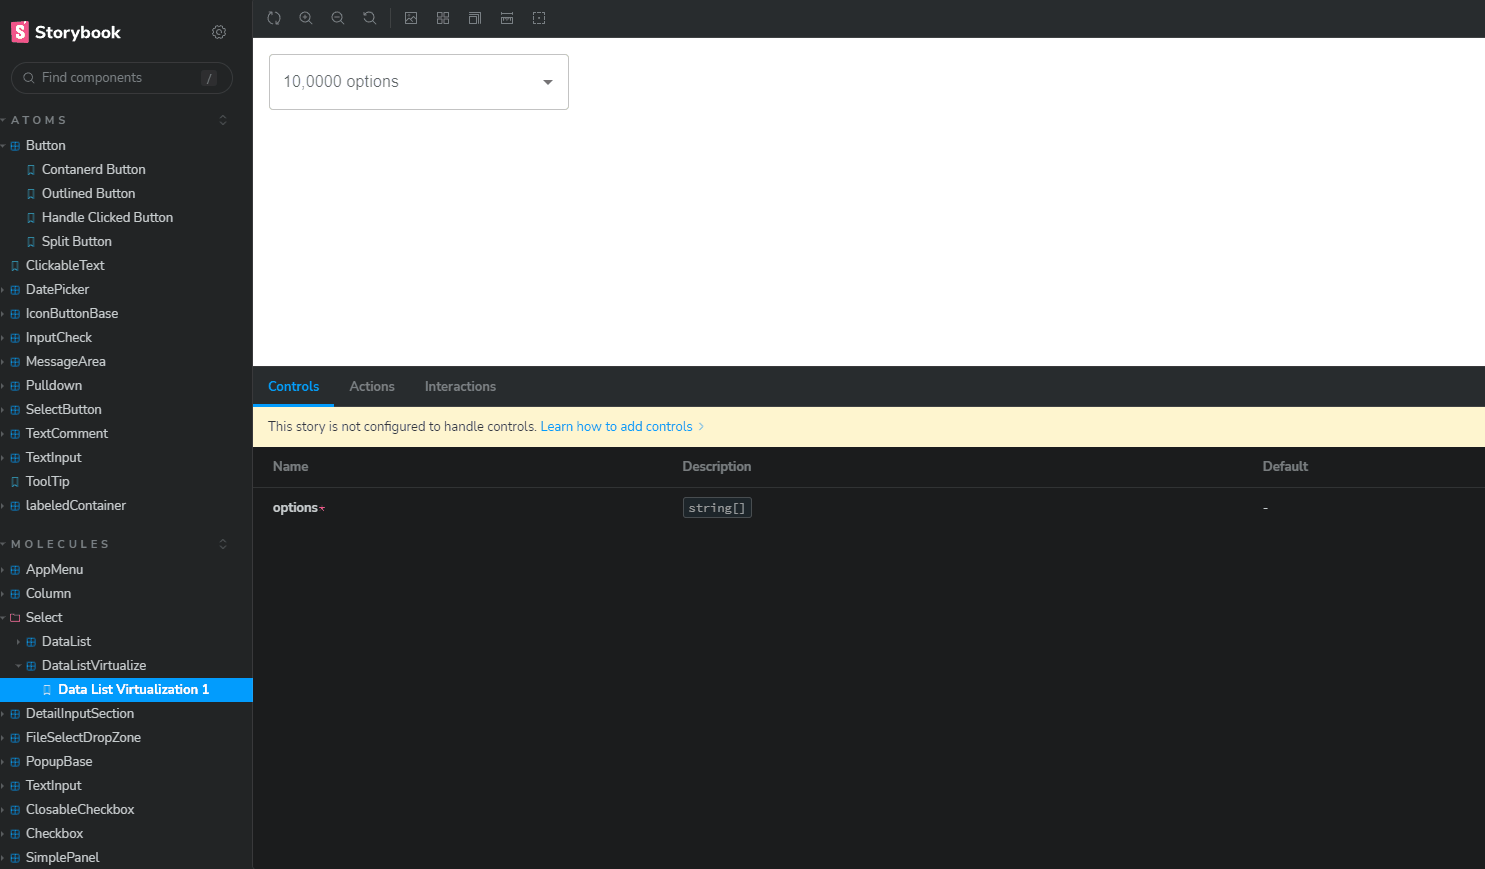 Storybook
Find components /
ATOMS
Button
Contanerd Button
Outlined Button
Handle Clicked Button
Split Button
ClickableText
DatePicker
IconButtonBase
InputCheck
MessageArea
Pulldown
SelectButton
TextComment
TextInput
ToolTip
labeledContainer
MOLECULES
AppMenu
Column
Select
DataList
DataListVirtualize
Data List Virtualization 1
DetailInputSection
FileSelectDropZone
PopupBase
TextInput
ClosableCheckbox
Checkbox
SimplePanel
10,0000 options
Controls Actions Interactions
This story is not configured to handle controls. Learn how to add controls
Name Description Default
options* string[] -